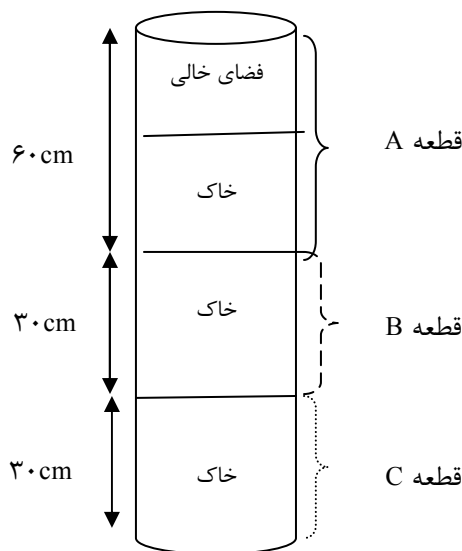 فضای خالی
قطعه A
۶۰cm
خاک
خاک
۳۰cm
قطعه B
۳۰cm
خاک
قطعه C